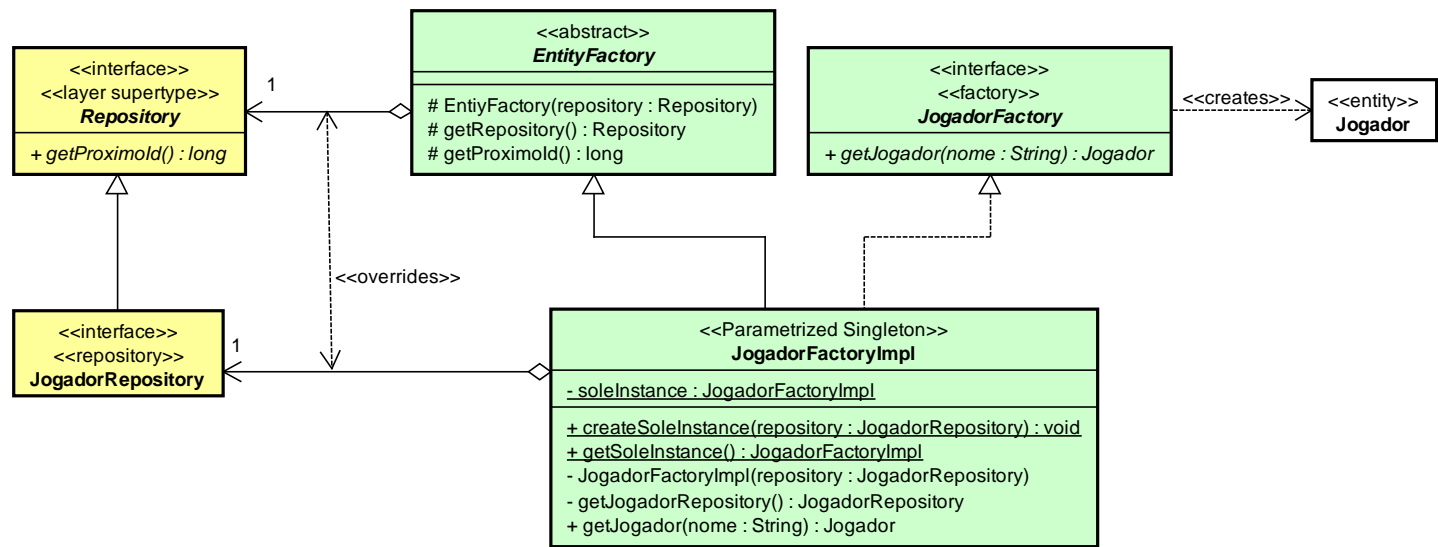 <<interface>>
<<layer supertype>>
Repository
+ getProximoId() : long
1
<<abstract>>
EntityFactory
# EntiyFactory(repository : Repository)
# getRepository() : Repository
# getProximoId() : long
<<interface>>
<<factory>>
JogadorFactory
+ getJogador(nome : String) : Jogador
<<creates>>
<<entity>>
Jogador
<<overrides>>
<<interface>>
<<repository>>
JogadorRepository
1
<<Parametrized Singleton>>
JogadorFactoryImpl
- soleInstance : JogadorFactoryImpl
+ createSoleInstance(repository : JogadorRepository) : void
+ getSoleInstance() : JogadorFactoryImpl
- JogadorFactoryImpl(repository : JogadorRepository)
- getJogadorRepository() : JogadorRepository
+ getJogador(nome : String) : Jogador